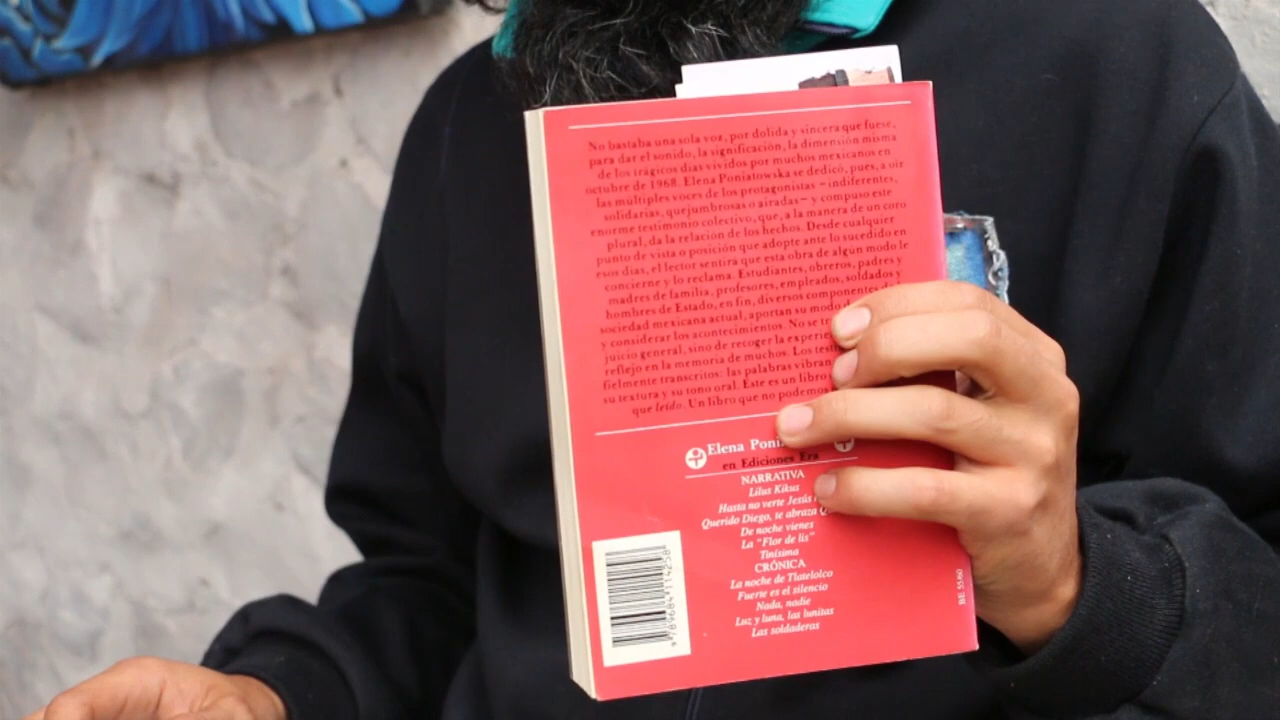 No bastaba una sola voz, por dolida y sincera que fuese,
para dar el sonido, la significación, la dimensión misma
de los trágicos días vividos por muchos mexicanos en
octubre de 1968. Elena Poniatowska se dedicó, pues, a oir
las múltiples voces de los protagonistas —indiferentes,
solidarias, quejumbrosas o airadas— y compuso este
enorme testimonio colectivo, que, a la manera de un coro
plural, da la relación de los hechos. Desde cualquier
punto de vista o posición que adopte ante lo sucedido en
esos días, el lector sentirá que esta obra de algún modo le
concierne y lo reclama. Estudiantes, obreros, padres y
madres de familia, profesores, empleados, soldados y
hombres de Estado, en fin, diversos componentes
sociedad mexicana actual, aportan su modo
y considerar los acontecimientos. No se
juicio general, sino de recoger la
reflejo en la memoria de muchos. Los
fielmente transcritos: las palabras vibran
su textura y su tono oral. Éste es un libro
que leído. Un libro que no podemos
Elena
en Ediciones Era
NARRATIVA
Lilus Kikus
Hasta no verte Jesús
Querido Diego, te abraza
De noche vienes
La "Flor de lis"
Tinísima
CRÓNICA
La noche de Tlatelolco
Fuerte es el silencio
Nada, nadie
Luz y luna, las lunitas
Las soldaderas
9789684114258